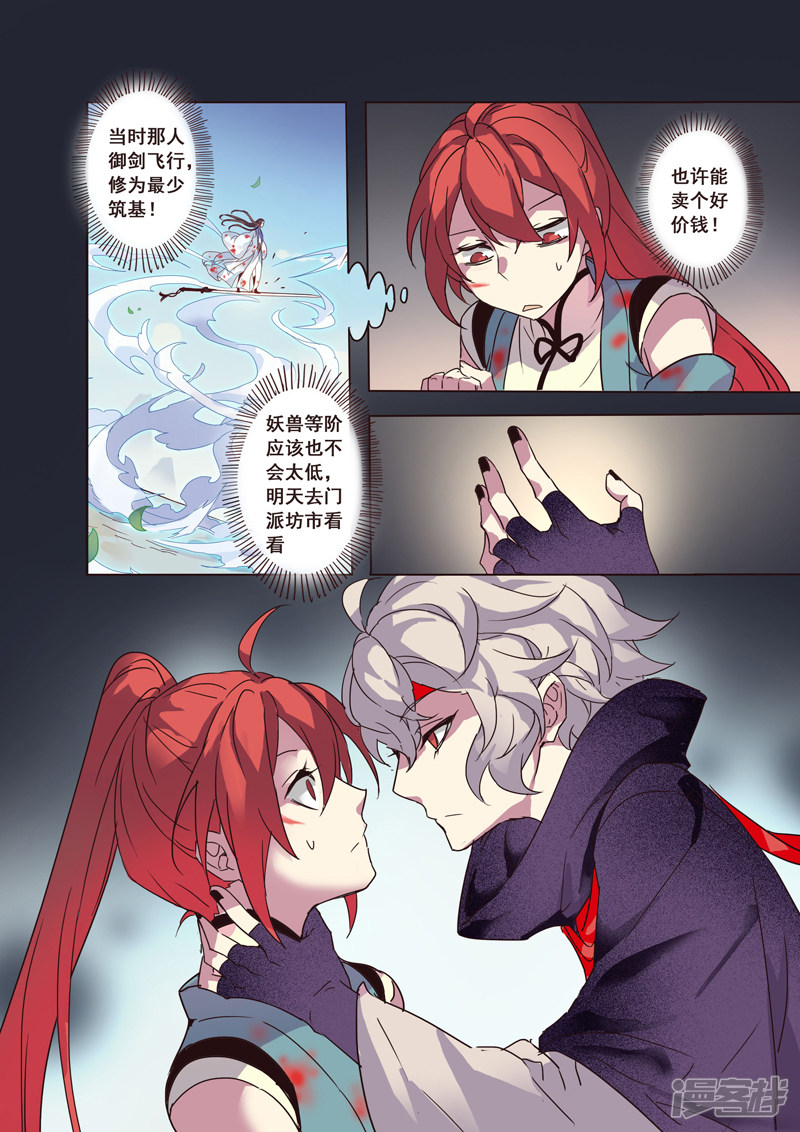 当时那人
御剑飞行，
修为最少
筑基！
妖兽等阶
应该也不
会太低，
明天去门
派坊市看
看
也许能
卖个好
价钱！
漫客栈